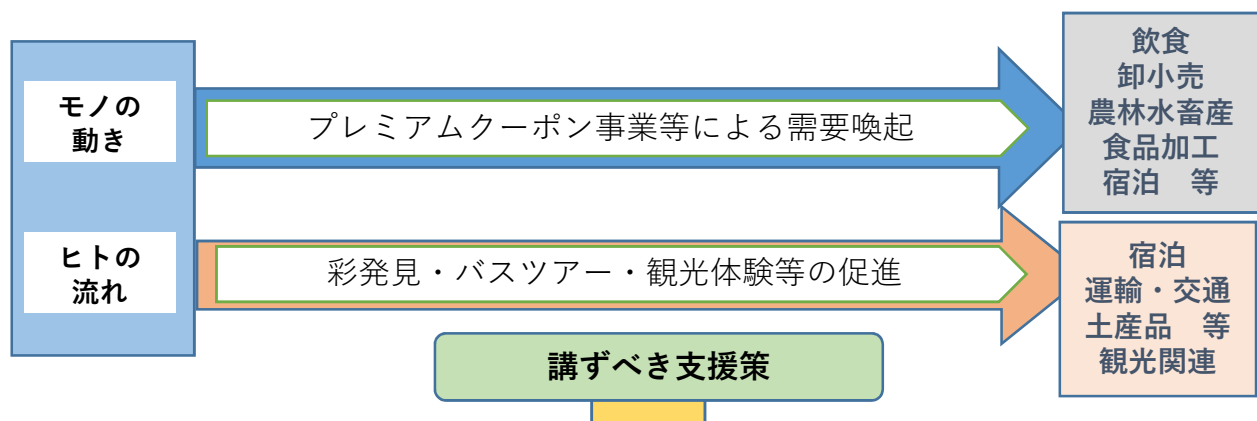 モノの
動き
プレミアムクーポン事業等による需要喚起
飲食
卸小売
農林水畜産
食品加工
宿泊　等
ヒトの
流れ
彩発見・バスツアー・観光体験等の促進
宿泊
運輸・交通
土産品　等
観光関連
講ずべき支援策